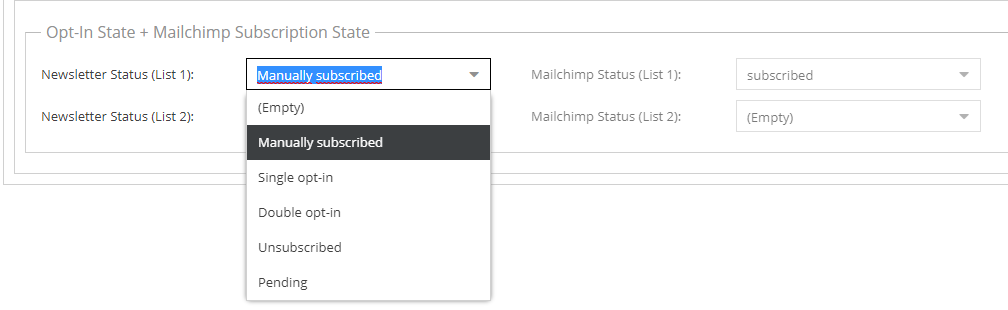 Opt-In State + Mailchimp Subscription State
Newsletter Status (List 1): Manually subscribed Mailchimp Status (List 1): subscribed
(Empty)
Newsletter Status (List 2): Mailchimp Status (List 2): (Empty)
Manually subscribed
Single opt-in
Double opt-in
Unsubscribed
Pending